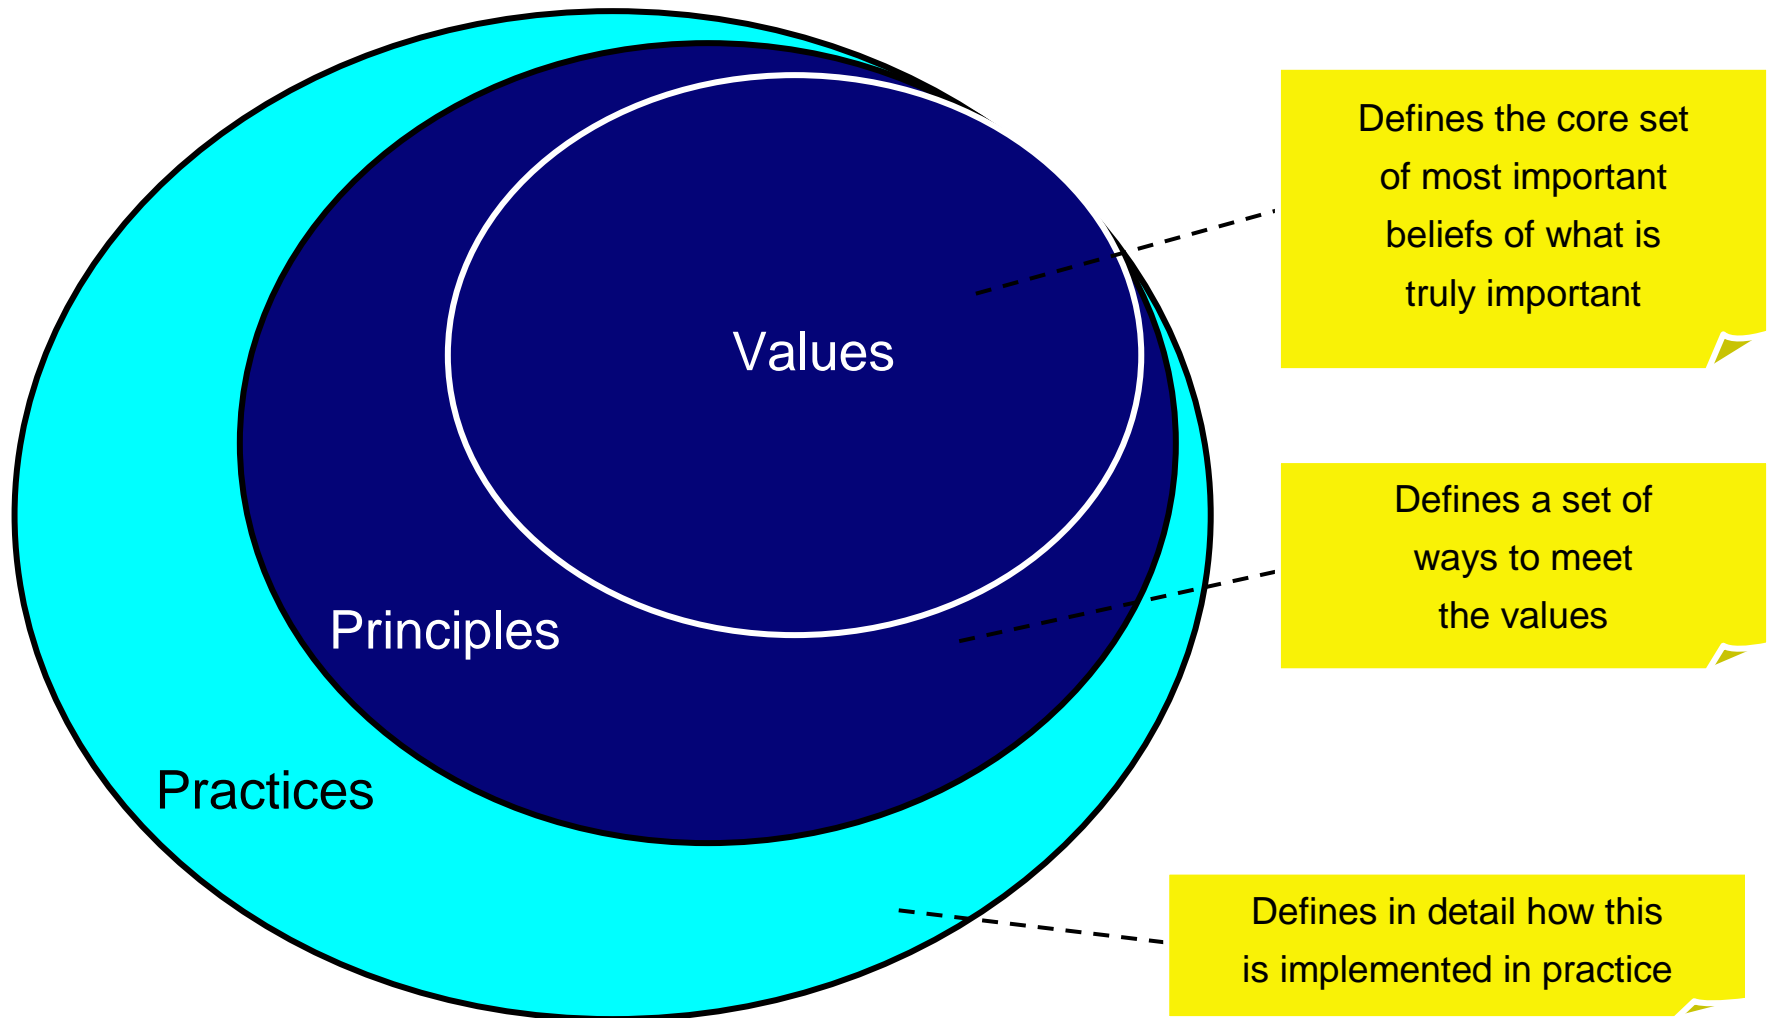 Defines the core set
of most important
beliefs of what is
truly important
Values
Defines a set of
ways to meet
the values
Principles
Practices
Defines in detail how this
is implemented in practice